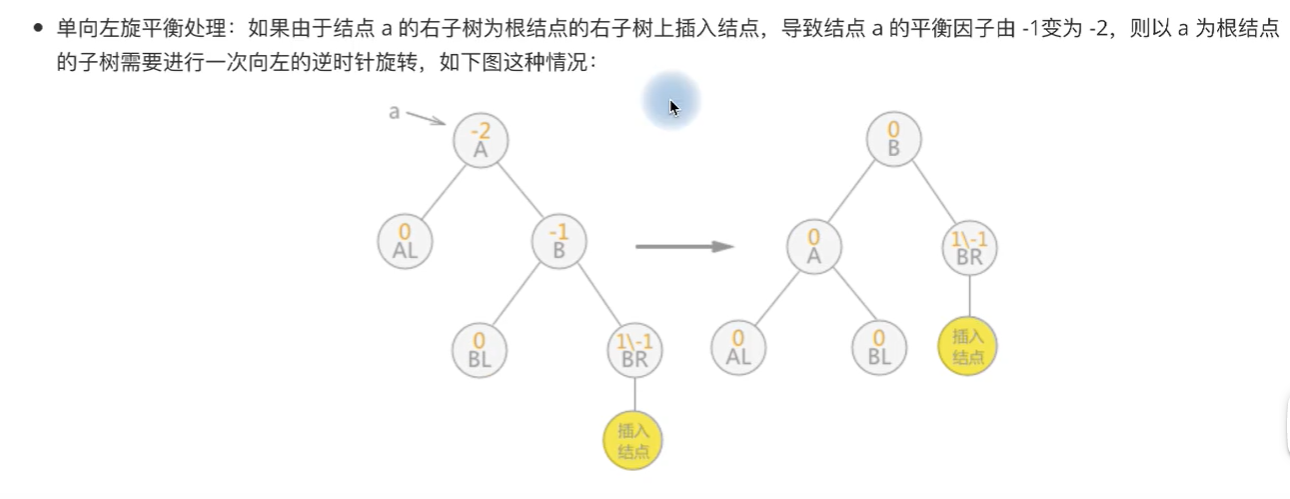 单向左旋平衡处理：如果由于结点 a 的右子树为根结点的右子树上插入结点，导致结点 a 的平衡因子由 -1变为 -2，则以 a 为根结点
的子树需要进行一次向左的逆时针旋转，如下图这种情况：
a
-2
A
0
B
0
AL
-1
B
0
A
1\-1
BR
0
BL
1\-1
BR
0
AL
0
BL
插入
结点
插入
结点